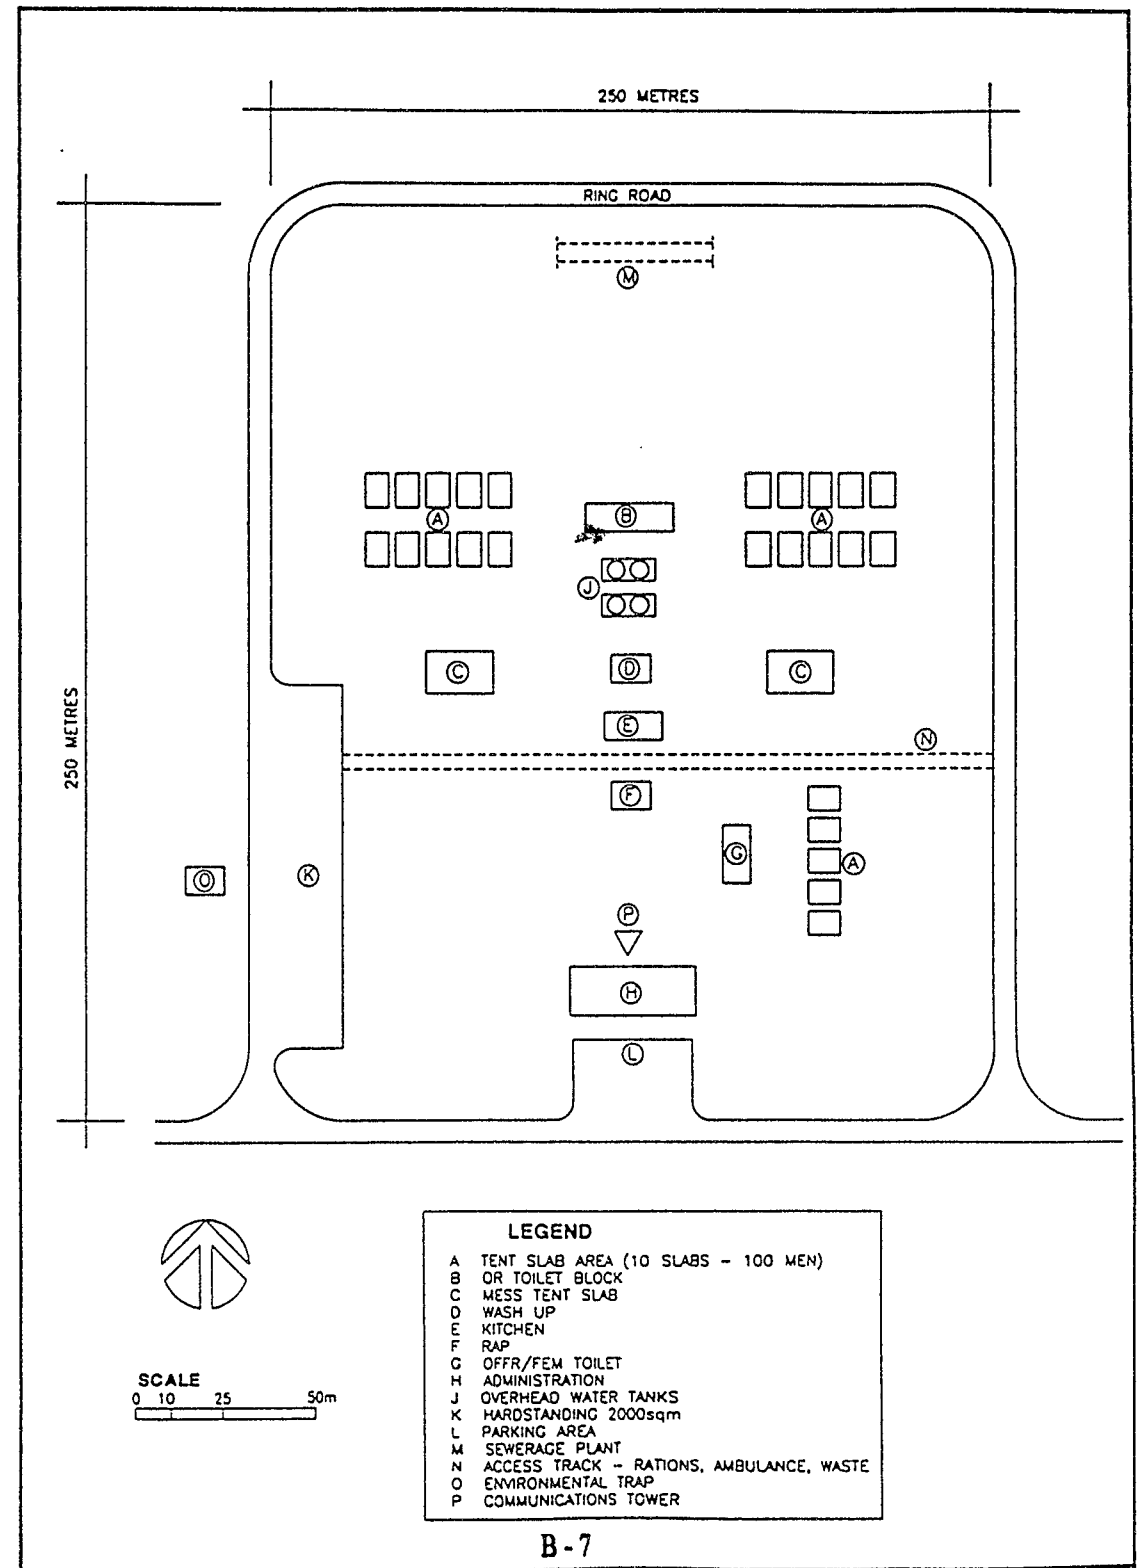 250 METRES
RING ROAD
M
A
B
A
J
C
D
C
E
N
250 METRES
F
G
A
O
K
P
H
L
LEGEND
A TENT SLAB AREA (10 SLABS - 100 MEN)
B OR TOILET BLOCK
C MESS TENT SLAB
D WASH UP
E KITCHEN
F RAP
G OFFR/FEM TOILET
H ADMINISTRATION
J OVERHEAD WATER TANKS
K HARDSTANDING 2000sqm
L PARKING AREA
M SEWERAGE PLANT
N ACCESS TRACK - RATIONS, AMBULANCE, WASTE
O ENVIRONMENTAL TRAP
P COMMUNICATIONS TOWER
SCALE
0 10 25 50m
B-7